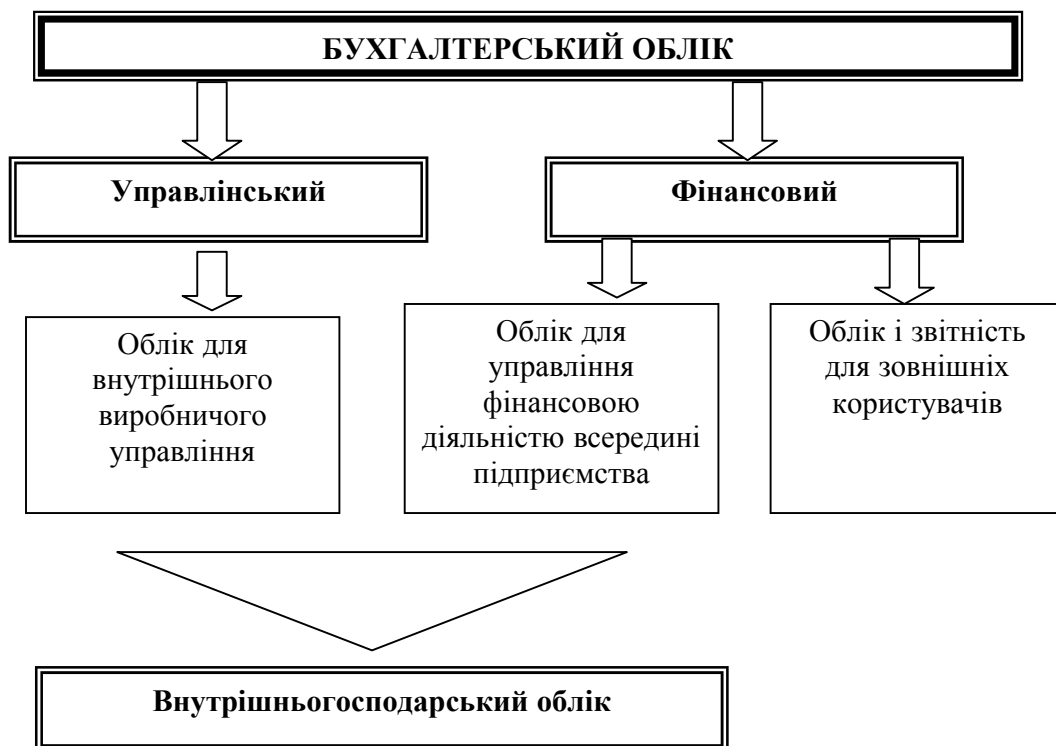 БУХГАЛТЕРСЬКИЙ ОБЛІК
Управлінський
Фінансовий
Облік для
внутрішнього
виробничого
управління
Облік для
управління
фінансовою
діяльністю всередині
підприємства
Облік і звітність
для зовнішніх
користувачів
Внутрішньогосподарський облік